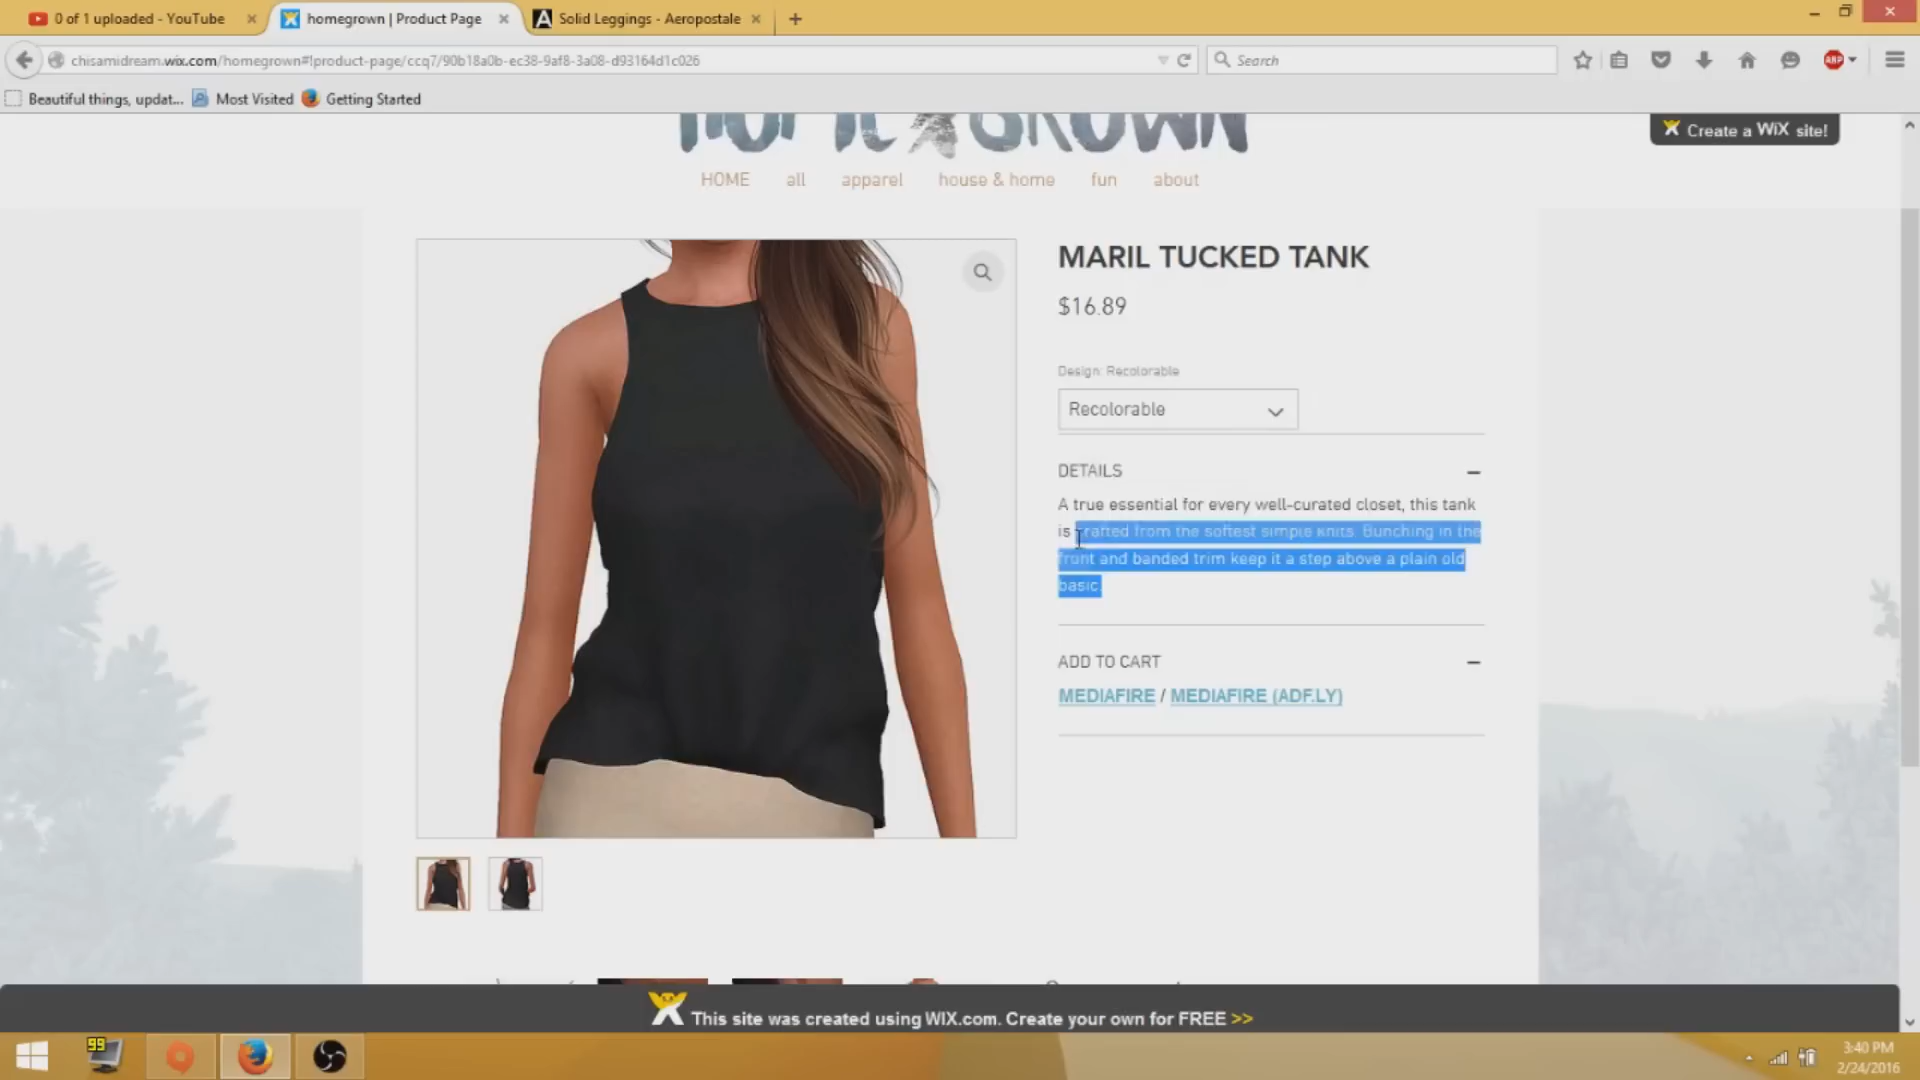 0 of 1 uploaded - YouTube
homegrown | Product Page
Solid Leggings - Aeropostale
chisamidream.wix.com/homegrown#!product-page/ccq7/90b18a0b-ec38-9af8-3a08-d93164d1c026
Search
ABP
Beautiful things, updat...
Most Visited
Getting Started
HOME GROWN
Create a WiX site!
HOME all apparel house & home fun about
MARIL TUCKED TANK
$16.89
Design: Recolorable
Recolorable
DETAILS
A true essential for every well-curated closet, this tank
is crafted from the softest simple knits. Bunching in the
front and banded trim keep it a step above a plain old
basic.
ADD TO CART
MEDIAFIRE / MEDIAFIRE (ADF.LY)
This site was created using WIX.com. Create your own for FREE >>
99
3:40 PM
2/24/2016